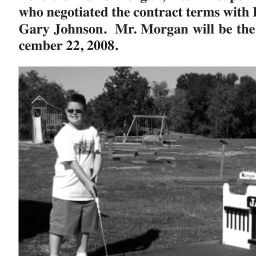 who negotiated the contract terms with
Gary Johnson. Mr. Morgan will be the
cember 22, 2008.